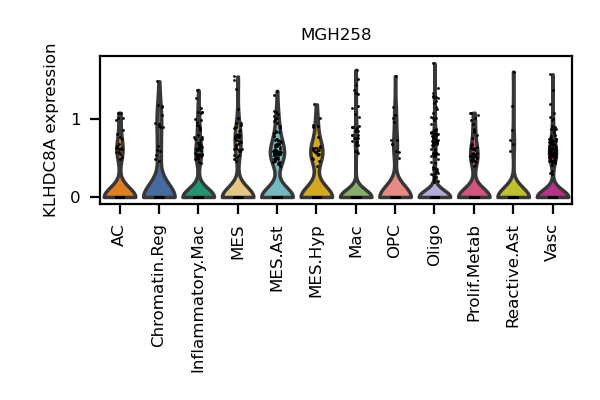 MGH258
KLHDC8A expression
1
0
AC
Chromatin.Reg
Inflammatory.Mac
MES
MES.Ast
MES.Hyp
Mac
OPC
Oligo
Prolif.Metab
Reactive.Ast
Vasc